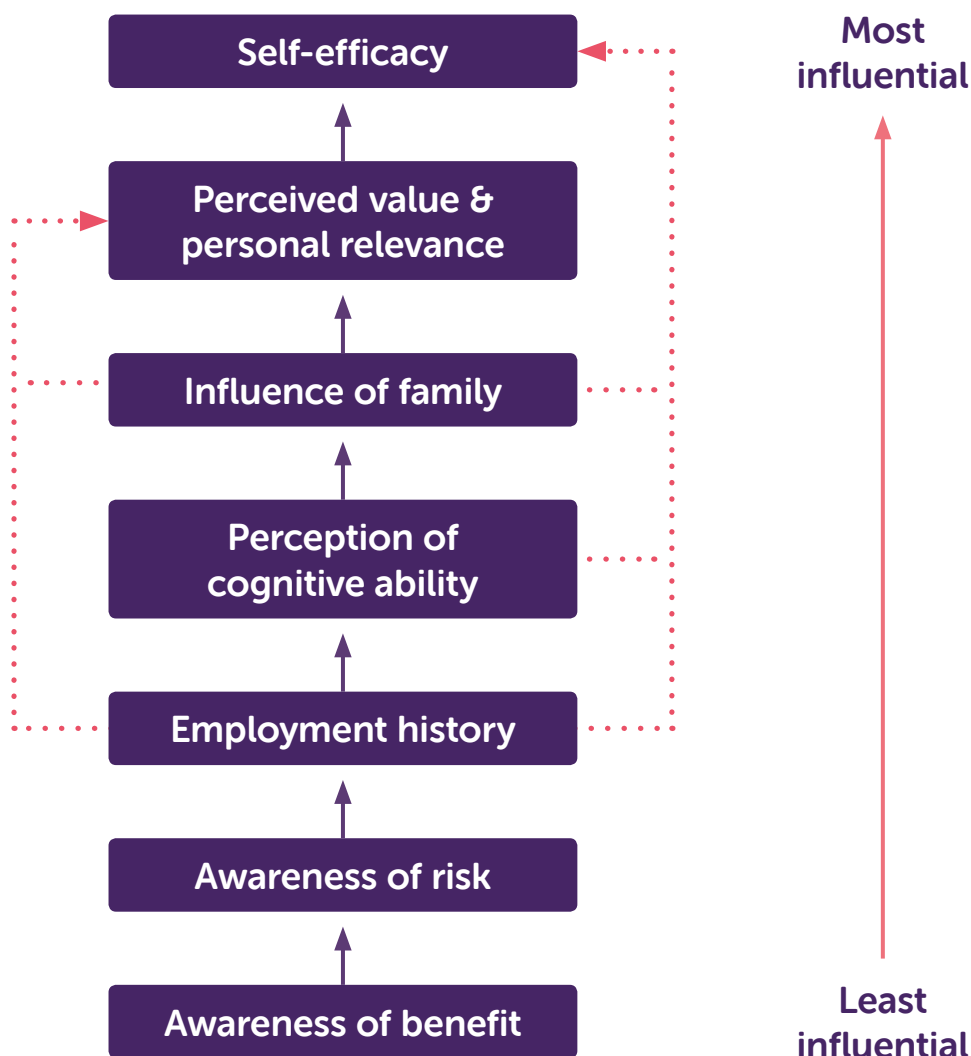 Self-efficacy
Most
influential
Perceived value &
personal relevance
Influence of family
Perception of
cognitive ability
Employment history
Awareness of risk
Awareness of benefit
Least
influential